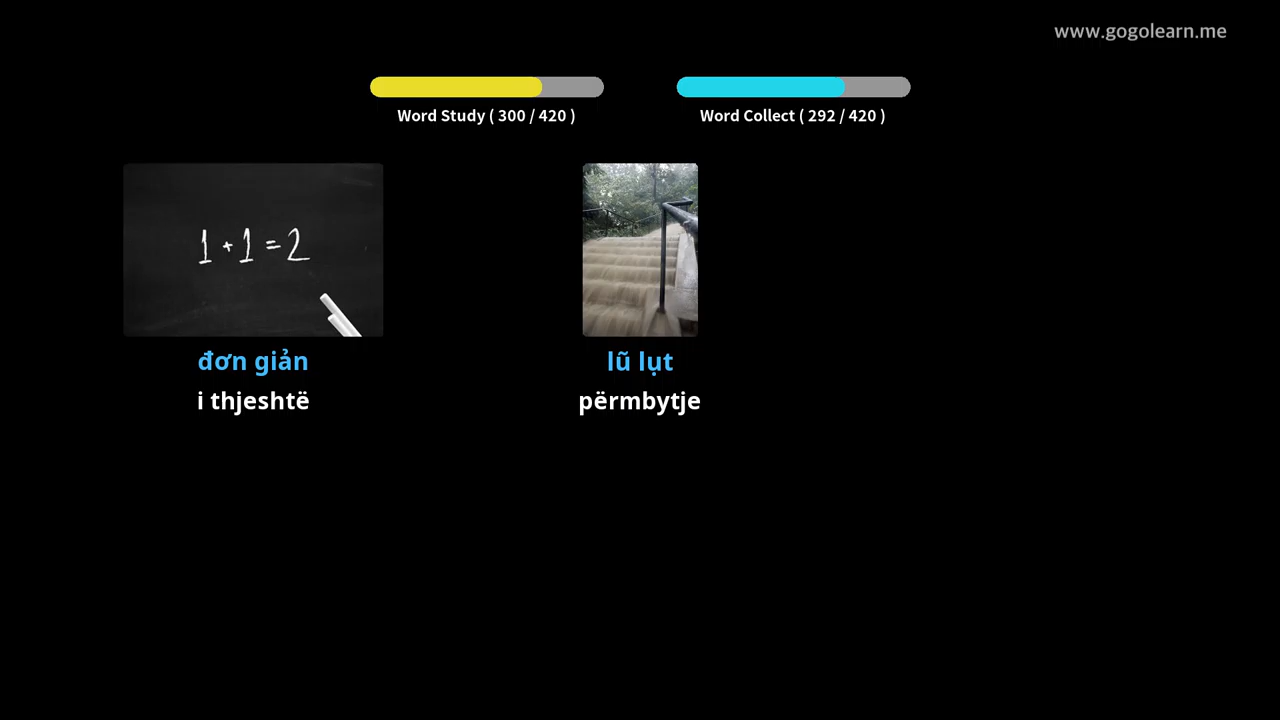 www.gogolearn.me
Word Study ( 300 / 420 )
Word Collect ( 292 / 420 )
1 + 1 = 2
đơn giản
i thjeshtë
lũ lụt
përmbytje